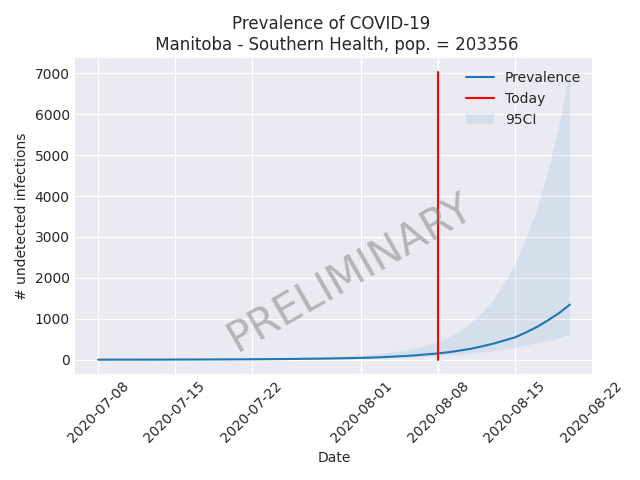 Prevalence of COVID-19
Manitoba - Southern Health, pop. = 203356
# undetected infections
7000
6000
5000
4000
3000
2000
1000
0
Prevalence
Today
95CI
PRELIMINARY
2020-07-08
2020-07-15
2020-07-22
2020-08-01
2020-08-08
2020-08-15
2020-08-22
Date